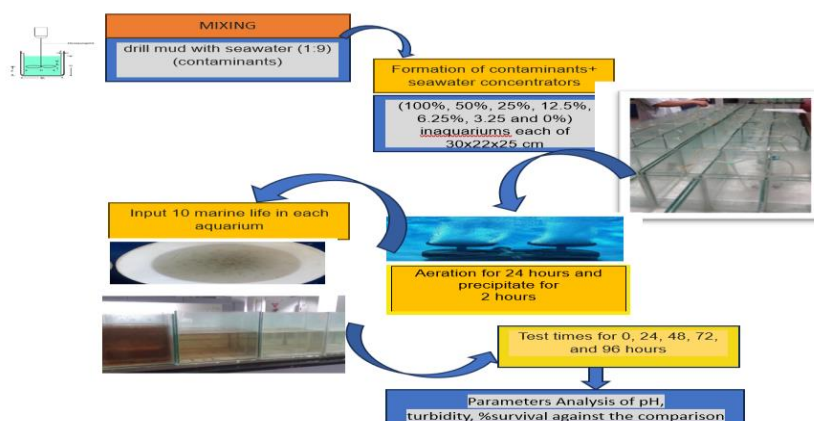 MIXING
drill mud with seawater (1:9)
(contaminants)
Formation of contaminants+
seawater concentrators
(100%, 50%, 25%, 12.5%,
6.25%, 3.25 and 0%)
inaquariums each of
30x22x25 cm
Input 10 marine life in each
aquarium
Aeration for 24 hours and
precipitate for
2 hours
Test times for 0, 24, 48, 72,
and 96 hours
Parameters Analysis of pH,
turbidity, %survival against the comparison